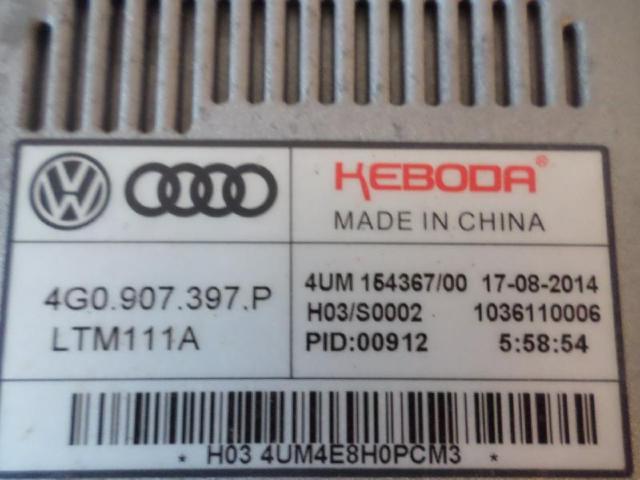 KEBODA®
MADE IN CHINA
4G0.907.397.P
LTM111A
4UM 154367/00 17-08-2014
H03/S0002 1036110006
PID:00912 5:58:54
* H03 4UM4E8H0PCM3 *